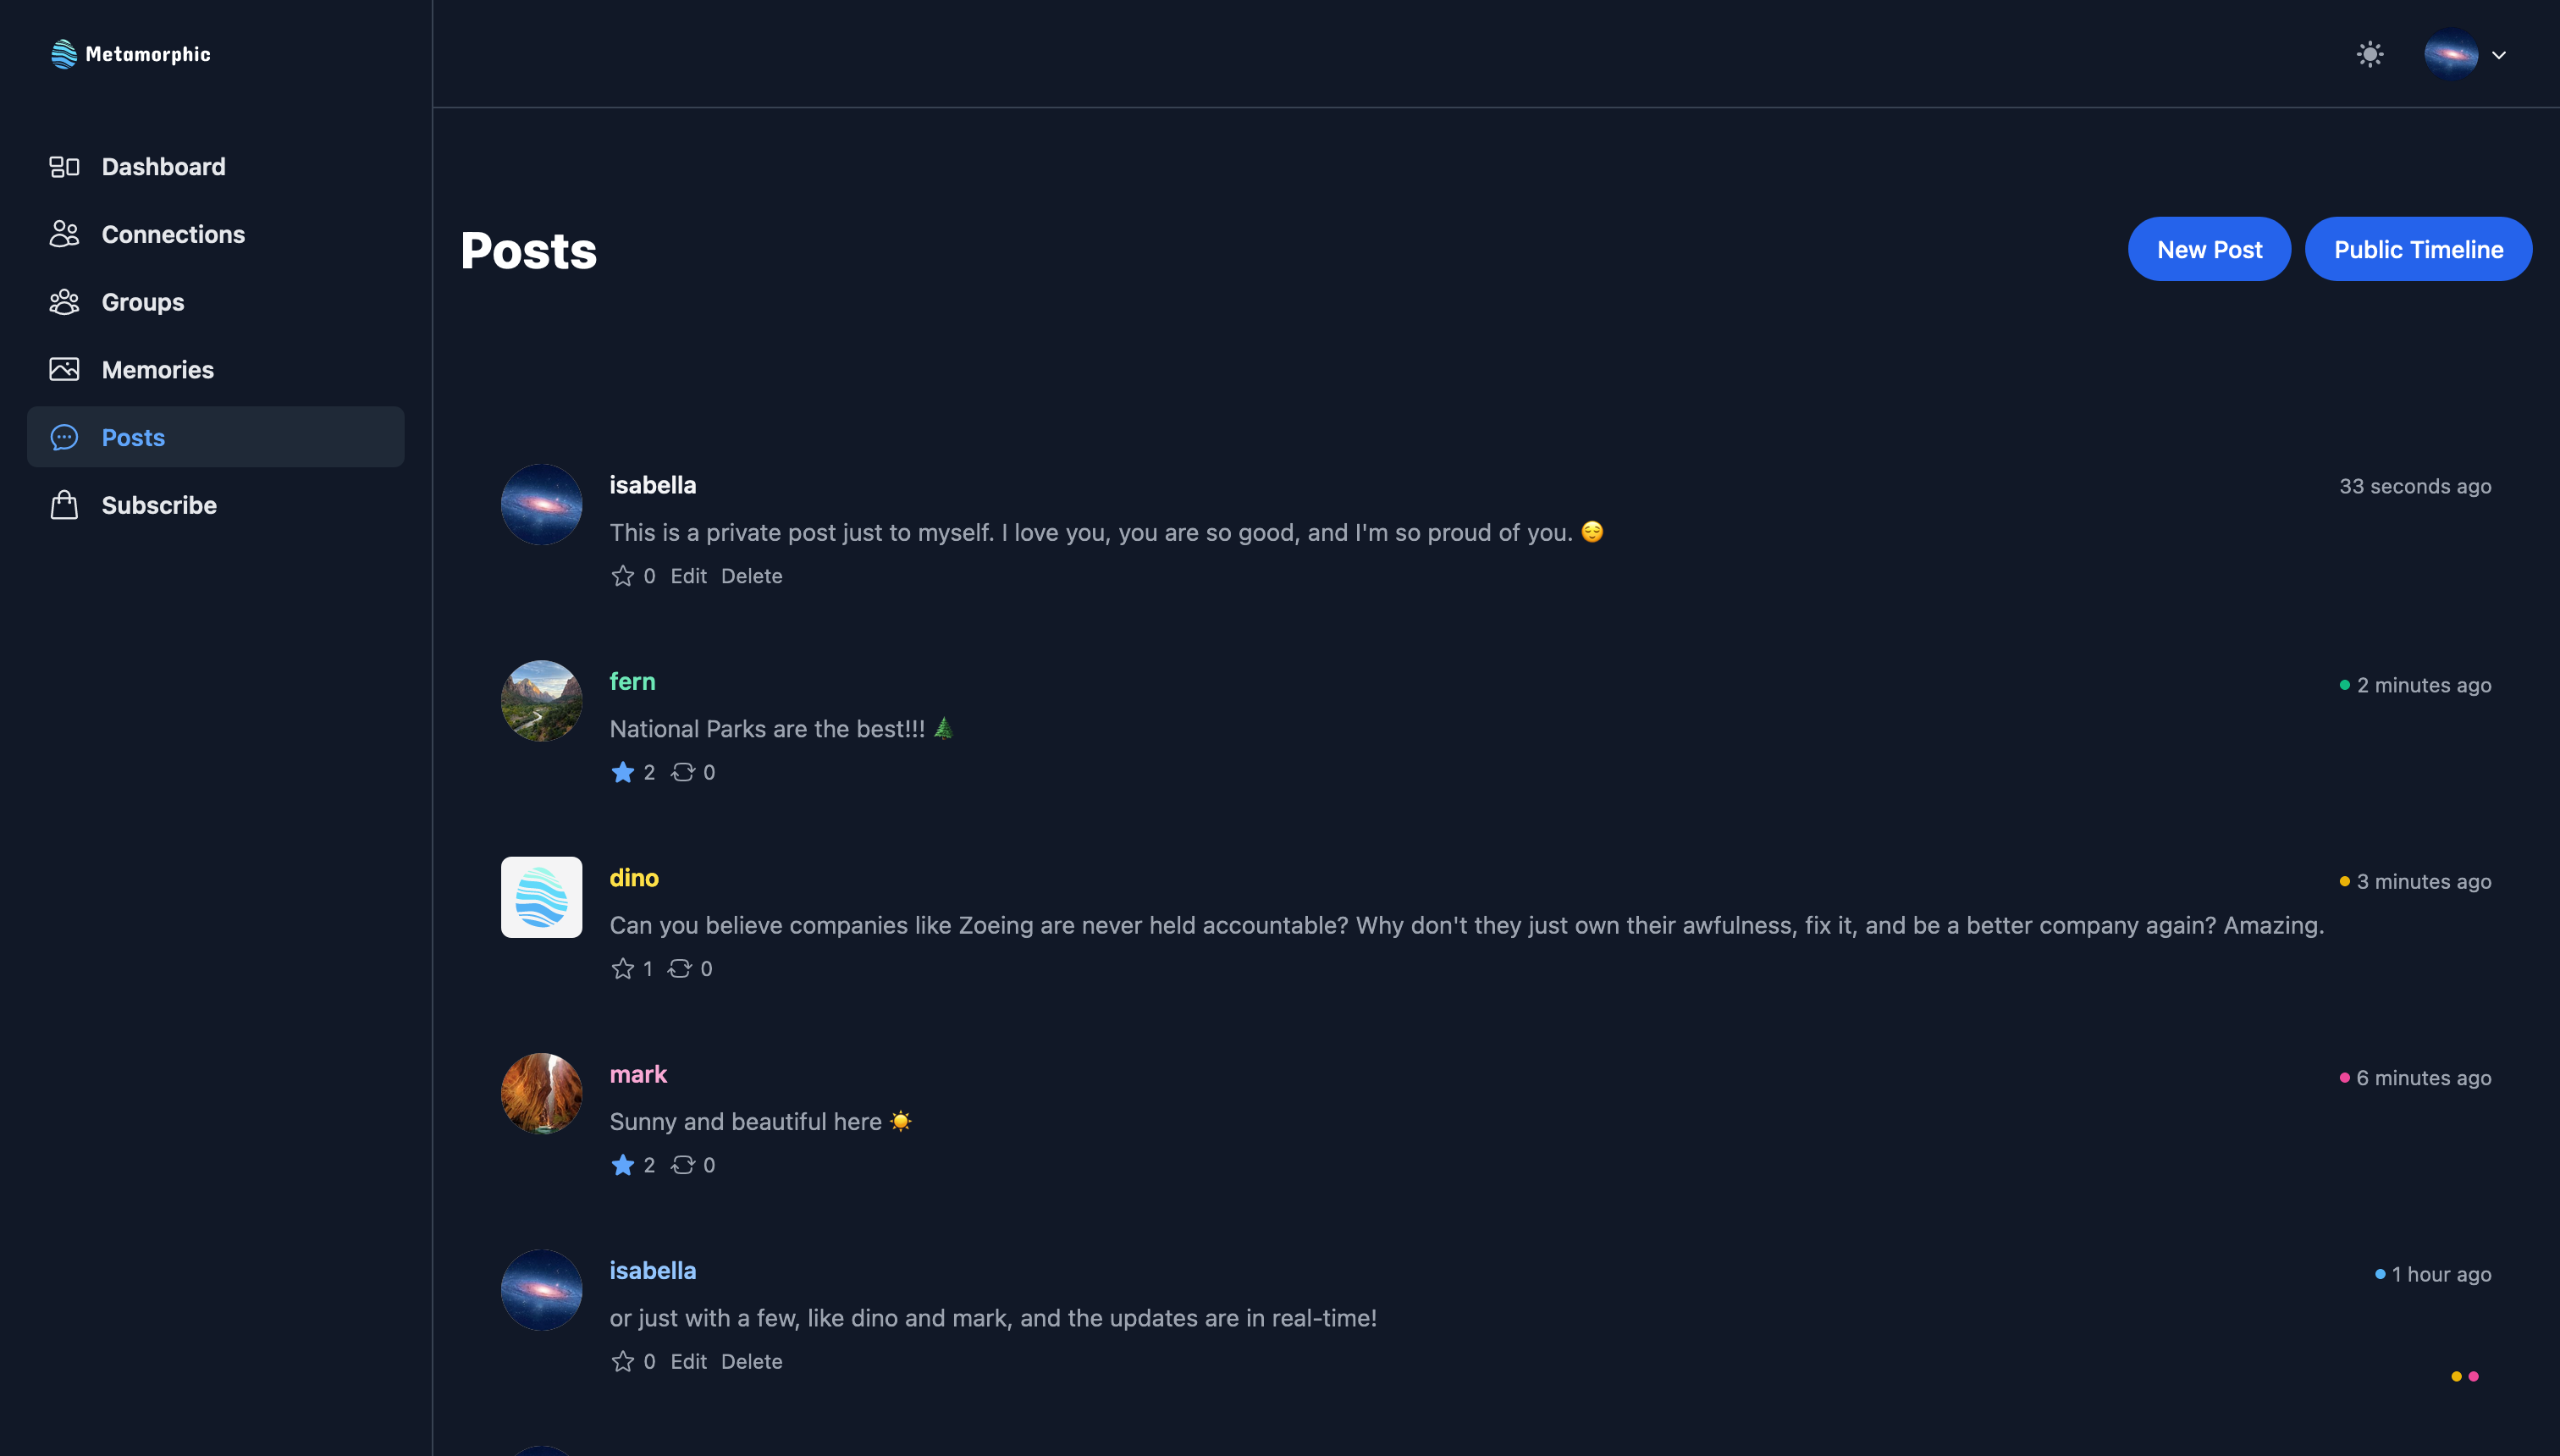 Metamorphic
Dashboard
Connections
Groups
Memories
Posts
Subscribe
Posts
New Post
Public Timeline
isabella
33 seconds ago
This is a private post just to myself. I love you, you are so good, and I'm so proud of you. 😌
0 Edit Delete
fern
2 minutes ago
National Parks are the best!!! 🌲
2 0
dino
3 minutes ago
Can you believe companies like Zoeing are never held accountable? Why don't they just own their awfulness, fix it, and be a better company again? Amazing.
1 0
mark
6 minutes ago
Sunny and beautiful here ☀️
2 0
isabella
1 hour ago
or just with a few, like dino and mark, and the updates are in real-time!
0 Edit Delete